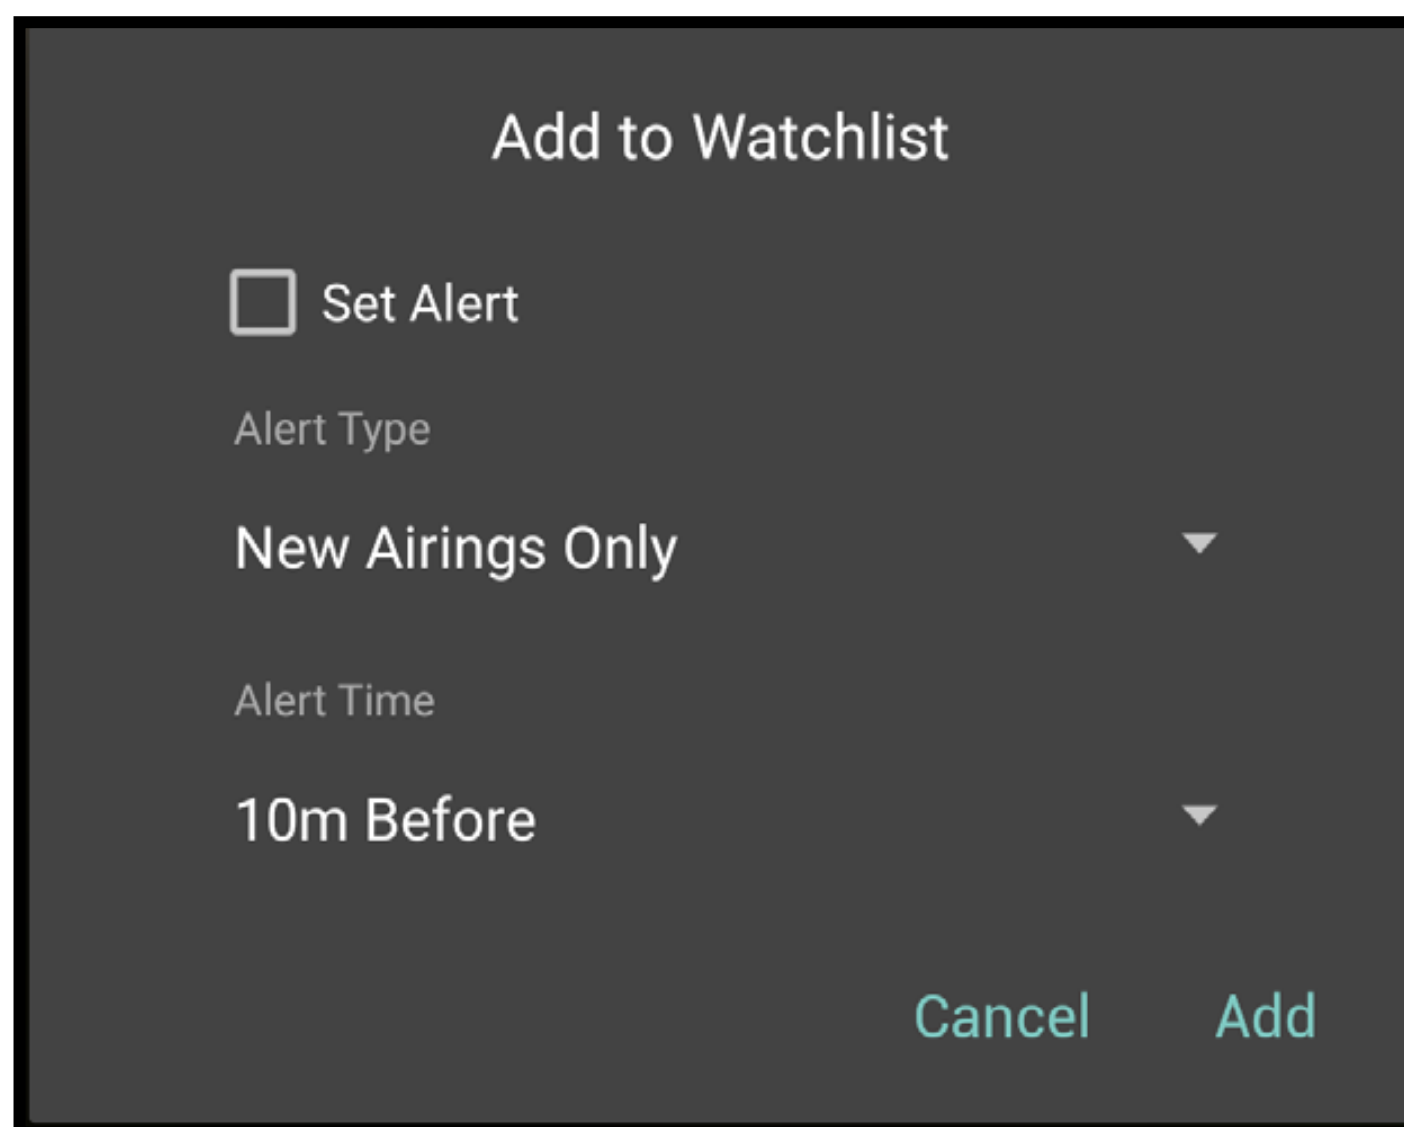 Add to Watchlist
Set Alert
Alert Type
New Airings Only
Alert Time
10m Before
Cancel Add